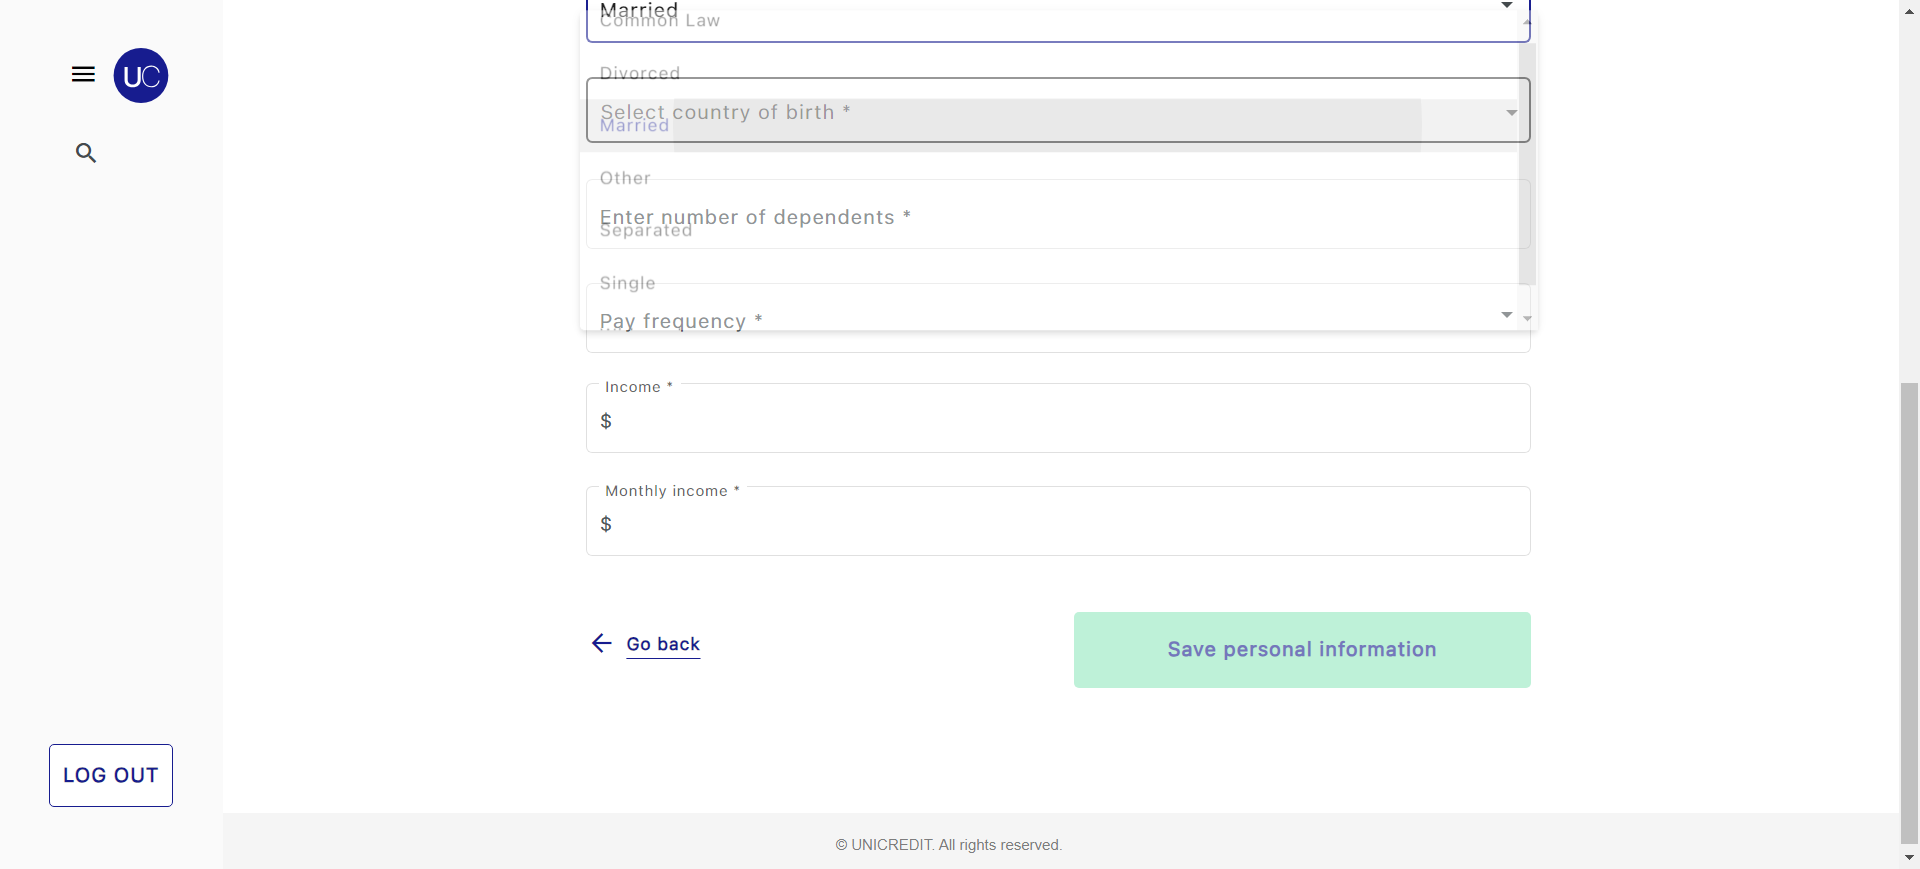 Married
Common Law
UC
Divorced
Select country of birth *
Married
Other
Enter number of dependents *
Separated
Single
Pay frequency *
Income *
$
Monthly income *
$
Go back
Save personal information
LOG OUT
© UNICREDIT. All rights reserved.